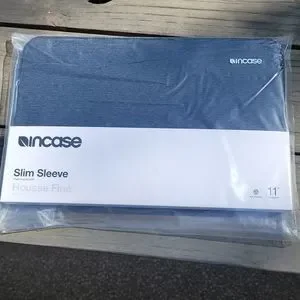 incase
incase
Slim Sleeve
Housse Fine
11"